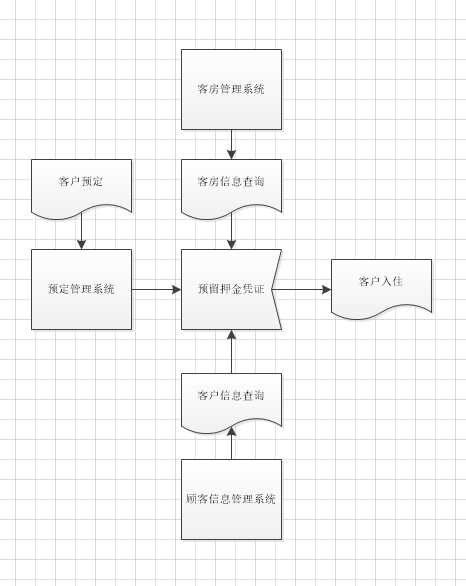 客房管理系统
客户预定
客房信息查询
预定管理系统
预留押金凭证
客户入住
客户信息查询
顾客信息管理系统